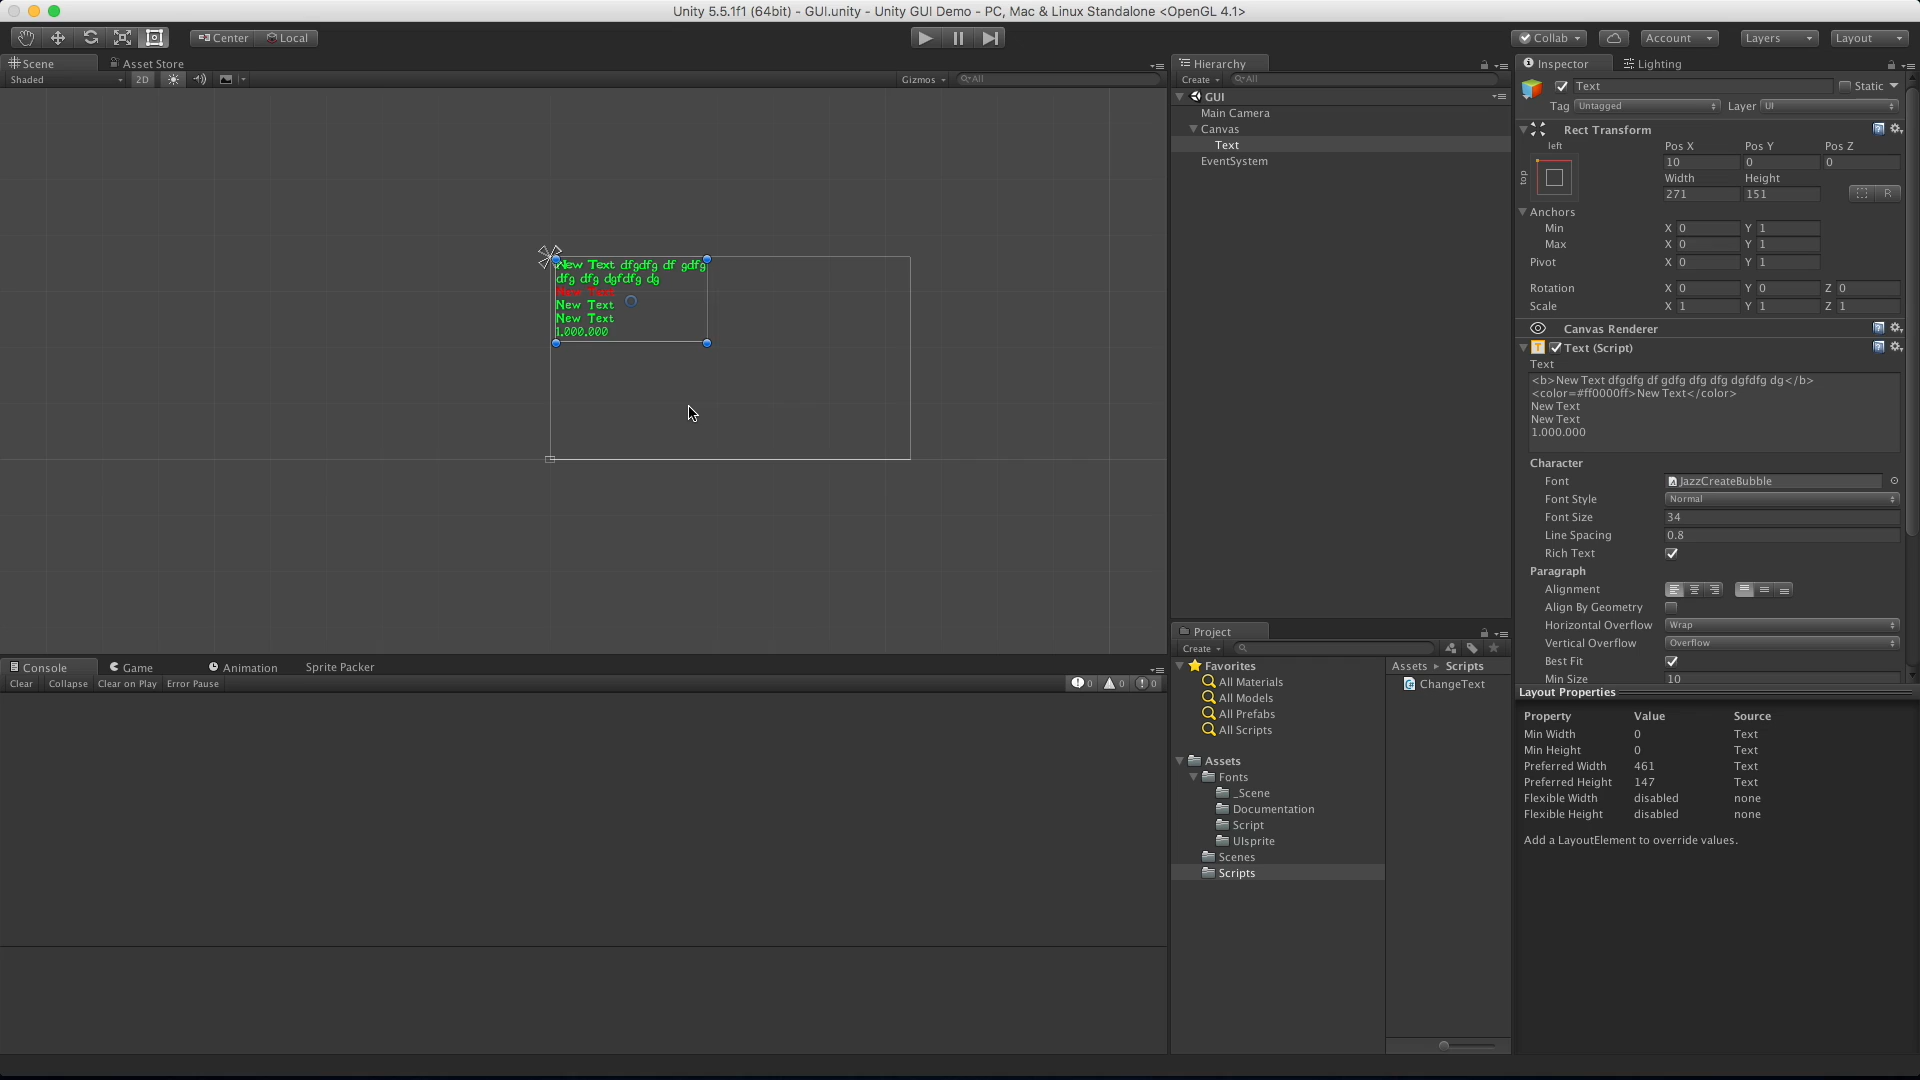 Unity 5.5.1f1 (64bit) - GUI.unity - Unity GUI Demo - PC, Mac & Linux Standalone <OpenGL 4.1>
Center Local
Collab Account Layers Layout
Scene Asset Store
Shaded 2D Gizmos All
New Text dfgdfg df gdfg
dfg dfg dgfdfg dg
New Text
New Text
New Text
1.000.000
Hierarchy
Create All
GUI
Main Camera
Canvas
Text
EventSystem
Inspector Lighting
Text Static
Tag Untagged Layer UI
Rect Transform
left Pos X Pos Y Pos Z
top 10 0 0
Width Height
271 151 R
Anchors
Min X 0 Y 1
Max X 0 Y 1
Pivot X 0 Y 1
Rotation X 0 Y 0 Z 0
Scale X 1 Y 1 Z 1
Canvas Renderer
Text (Script)
Text
<b>New Text dfgdfg df gdfg dfg dfg dgfdfg dg</b>
<color=#ff0000ff>New Text</color>
New Text
New Text
1.000.000
Character
Font JazzCreateBubble
Font Style Normal
Font Size 34
Line Spacing 0.8
Rich Text
Paragraph
Alignment
Align By Geometry
Horizontal Overflow Wrap
Vertical Overflow Overflow
Best Fit
Min Size 10
Layout Properties
Property Value Source
Min Width 0 Text
Min Height 0 Text
Preferred Width 461 Text
Preferred Height 147 Text
Flexible Width disabled none
Flexible Height disabled none
Add a LayoutElement to override values.
Console Game Animation Sprite Packer
Clear Collapse Clear on Play Error Pause 0 0 0
Project
Create
Favorites
All Materials
All Models
All Prefabs
All Scripts
Assets
Fonts
_Scene
Documentation
Script
UIsprite
Scenes
Scripts
Assets Scripts
ChangeText